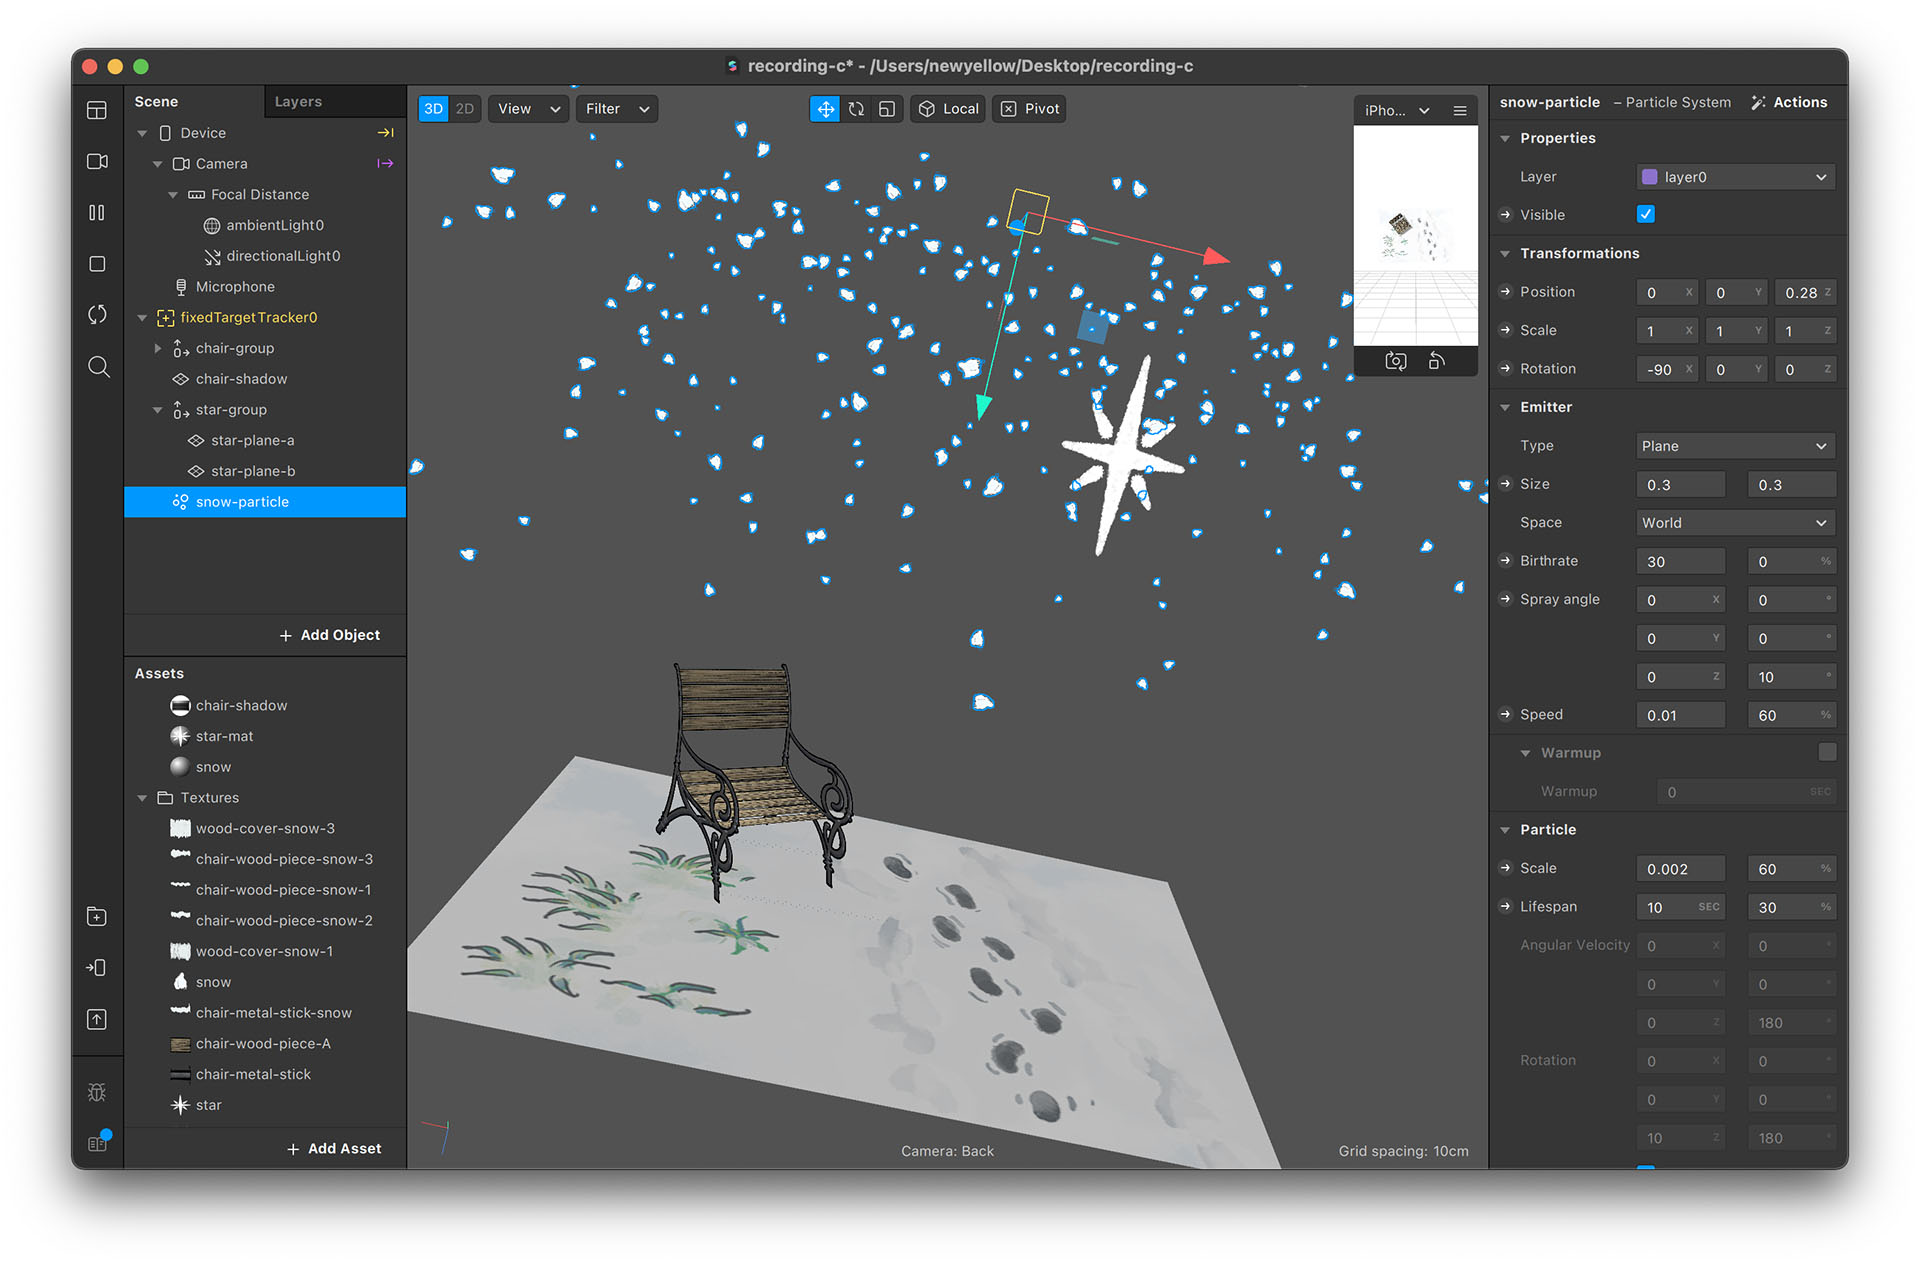 recording-c* - /Users/newyellow/Desktop/recording-c
Scene
Layers
Device
Camera
Focal Distance
ambientLight0
directionalLight0
Microphone
fixedTargetTracker0
chair-group
chair-shadow
star-group
star-plane-a
star-plane-b
snow-particle
+ Add Object
Assets
chair-shadow
star-mat
snow
Textures
wood-cover-snow-3
chair-wood-piece-snow-3
chair-wood-piece-snow-1
chair-wood-piece-snow-2
wood-cover-snow-1
snow
chair-metal-stick-snow
chair-wood-piece-A
chair-metal-stick
star
+ Add Asset
3D 2D View Filter Local Pivot
iPho...
Camera: Back
Grid spacing: 10cm
snow-particle – Particle System Actions
Properties
Layer layer0
Visible
Transformations
Position 0 X 0 Y 0.28 Z
Scale 1 X 1 Y 1 Z
Rotation -90 X 0 Y 0 Z
Emitter
Type Plane
Size 0.3 0.3
Space World
Birthrate 30 0 %
Spray angle 0 X 0 °
0 Y 0 °
0 Z 10 °
Speed 0.01 60 %
Warmup
Warmup 0 SEC
Particle
Scale 0.002 60 %
Lifespan 10 SEC 30 %
Angular Velocity 0 X 0 °
0 Y 0 °
0 Z 180 °
Rotation 0 X 0 °
0 Y 0 °
10 Z 180 °